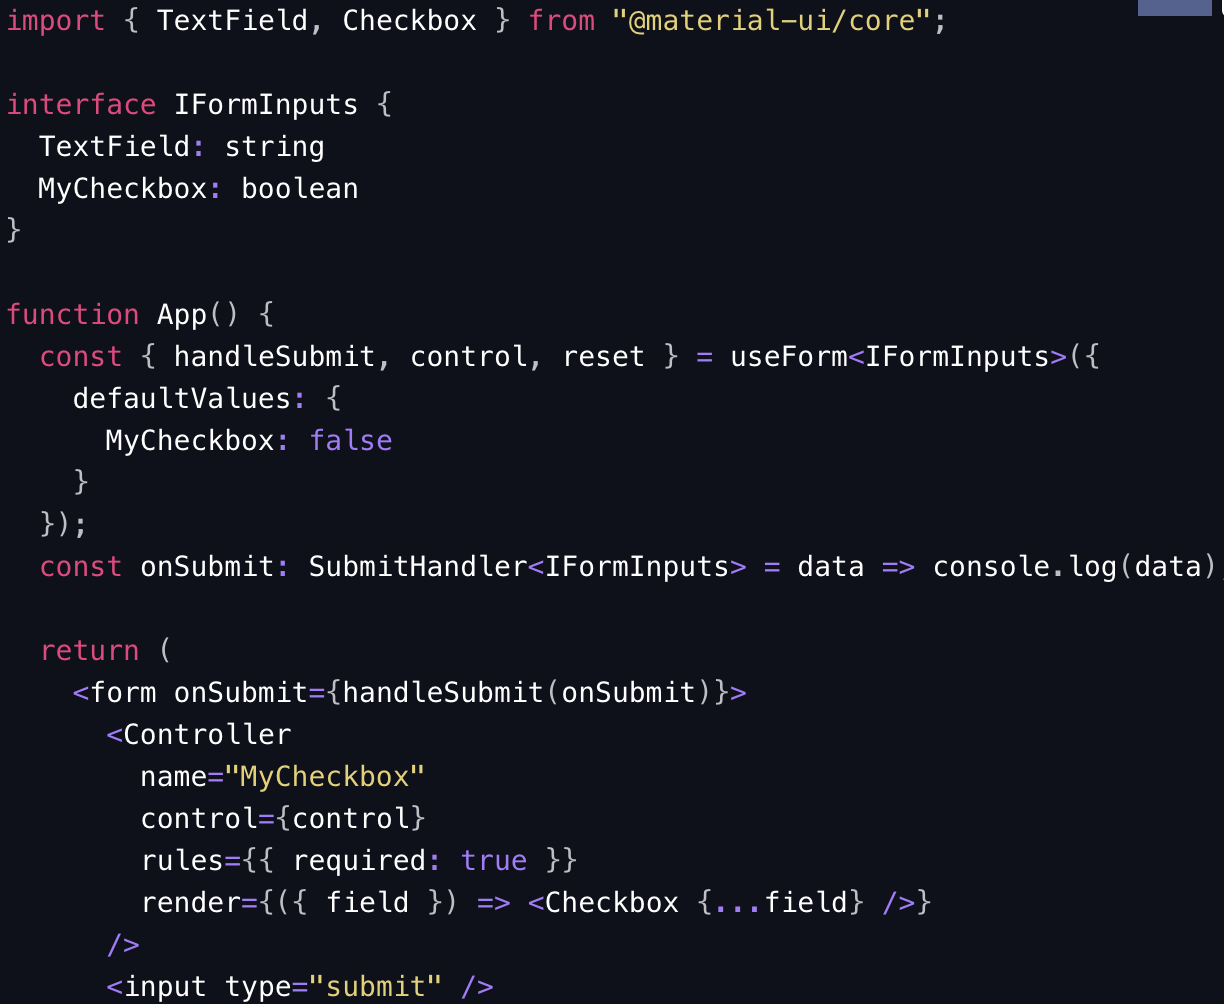 import { TextField, Checkbox } from "@material-ui/core";

interface IFormInputs {
  TextField: string
  MyCheckbox: boolean
}

function App() {
  const { handleSubmit, control, reset } = useForm<IFormInputs>({
    defaultValues: {
      MyCheckbox: false
    }
  });
  const onSubmit: SubmitHandler<IFormInputs> = data => console.log(data)

  return (
    <form onSubmit={handleSubmit(onSubmit)}>
      <Controller
        name="MyCheckbox"
        control={control}
        rules={{ required: true }}
        render={({ field }) => <Checkbox {...field} />}
      />
      <input type="submit" />